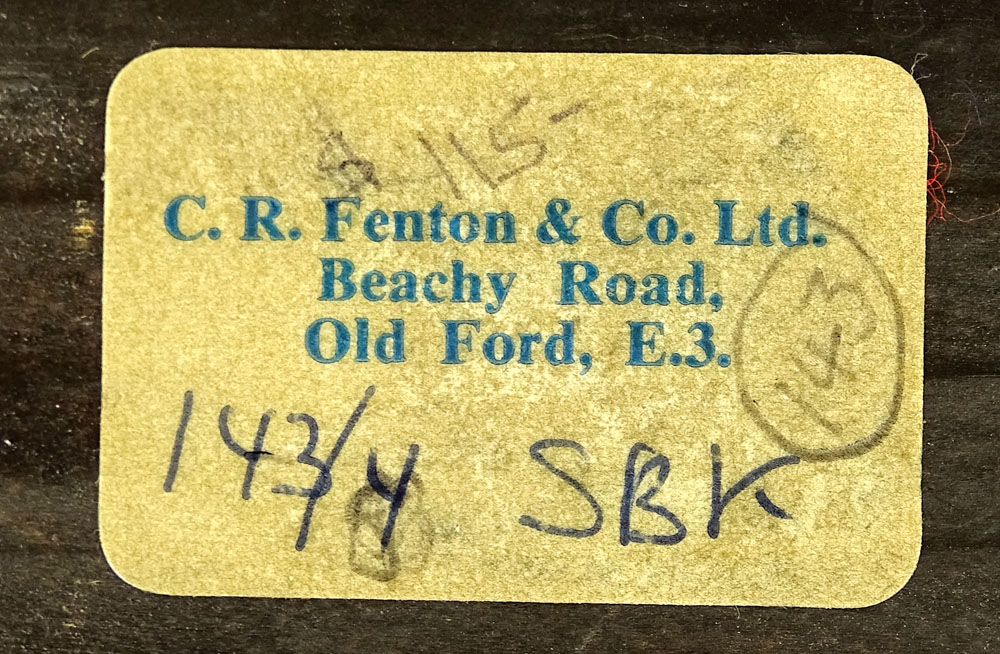 115-
C. R. Fenton & Co. Ltd.
Beachy Road,
Old Ford, E.3.
143
143/4 SBK